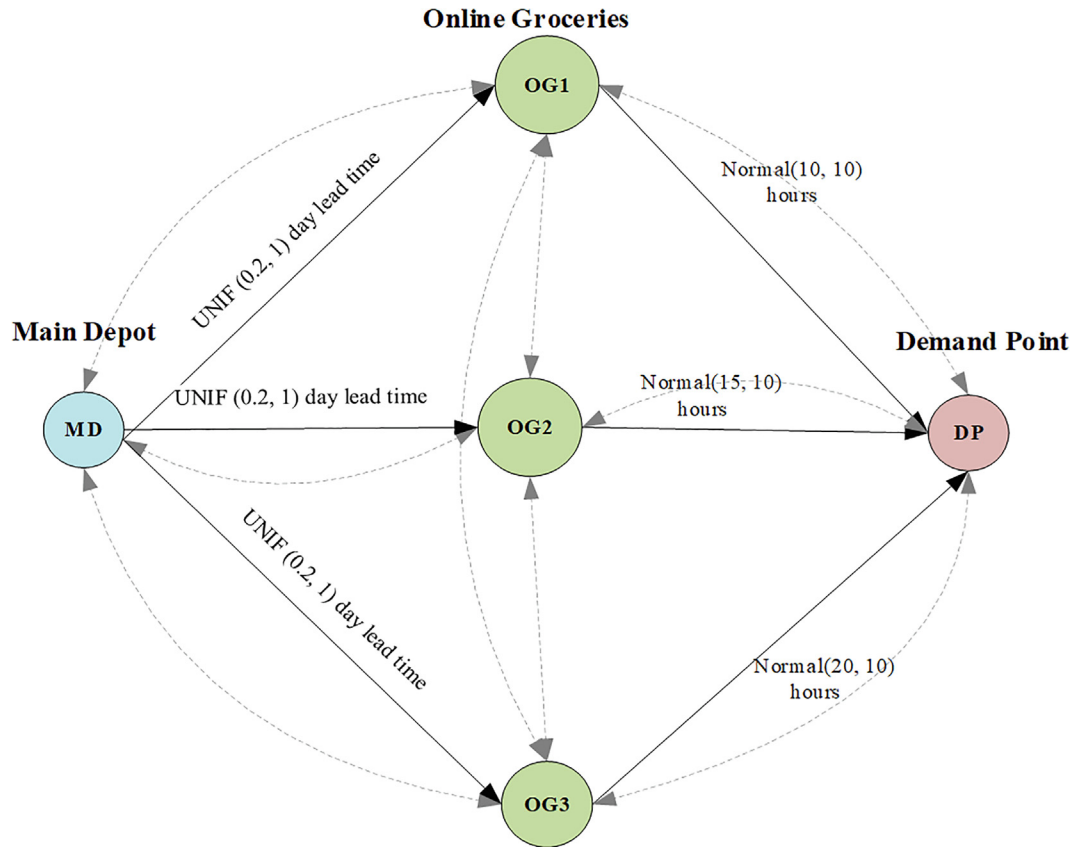 Online Groceries
OG1
Normal(10, 10)
hours
UNIF (0.2, 1) day lead time
Main Depot
Demand Point
UNIF (0.2, 1) day lead time
Normal(15, 10)
hours
MD
OG2
DP
UNIF (0.2, 1) day lead time
Normal(20, 10)
hours
OG3